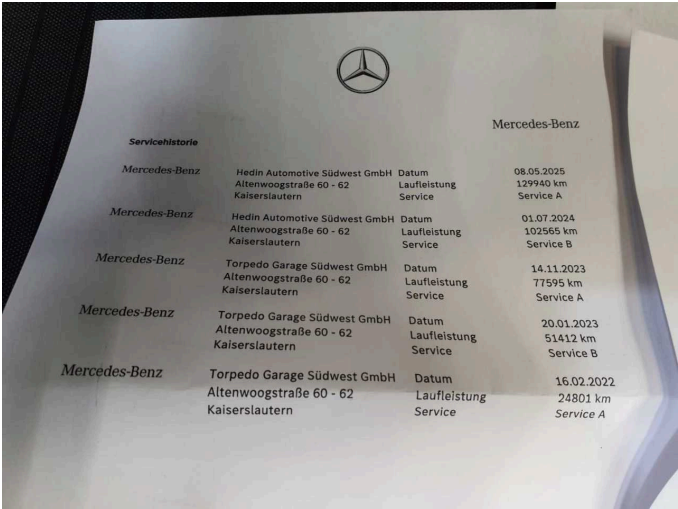 Mercedes-Benz
Servicehistorie
Mercedes-Benz Hedin Automotive Südwest GmbH Datum 08.05.2025
Altenwoogstraße 60 - 62 Laufleistung 129940 km
Kaiserslautern Service Service A
Mercedes-Benz Hedin Automotive Südwest GmbH Datum 01.07.2024
Altenwoogstraße 60 - 62 Laufleistung 102565 km
Kaiserslautern Service Service B
Mercedes-Benz Torpedo Garage Südwest GmbH Datum 14.11.2023
Altenwoogstraße 60 - 62 Laufleistung 77595 km
Kaiserslautern Service Service A
Mercedes-Benz Torpedo Garage Südwest GmbH Datum 20.01.2023
Altenwoogstraße 60 - 62 Laufleistung 51412 km
Kaiserslautern Service Service B
Mercedes-Benz Torpedo Garage Südwest GmbH Datum 16.02.2022
Altenwoogstraße 60 - 62 Laufleistung 24801 km
Kaiserslautern Service Service A